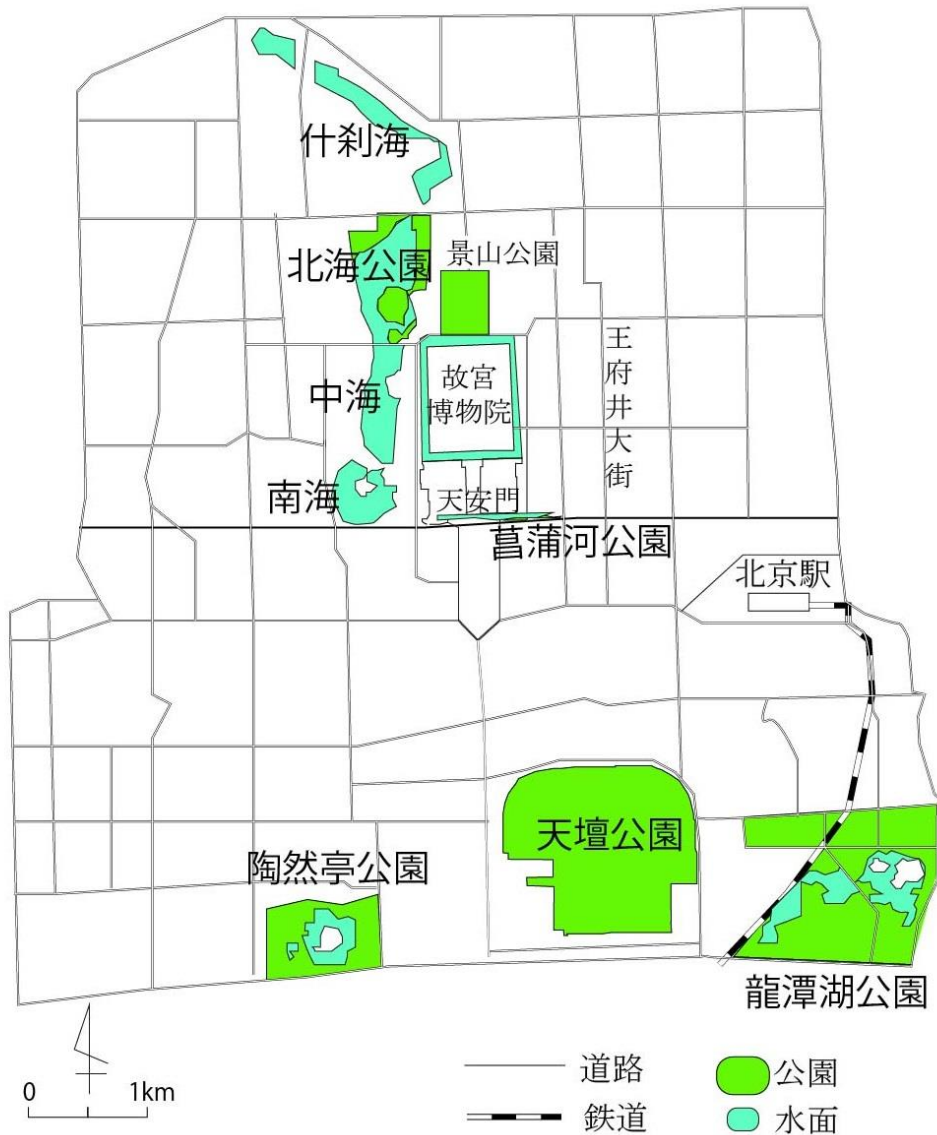 什刹海
北海公園
景山公園
王府井大街
故宮
博物院
中海
南海
天安門
菖蒲河公園
北京駅
天壇公園
陶然亭公園
龍潭湖公園
0 1km
道路
公園
鉄道
水面